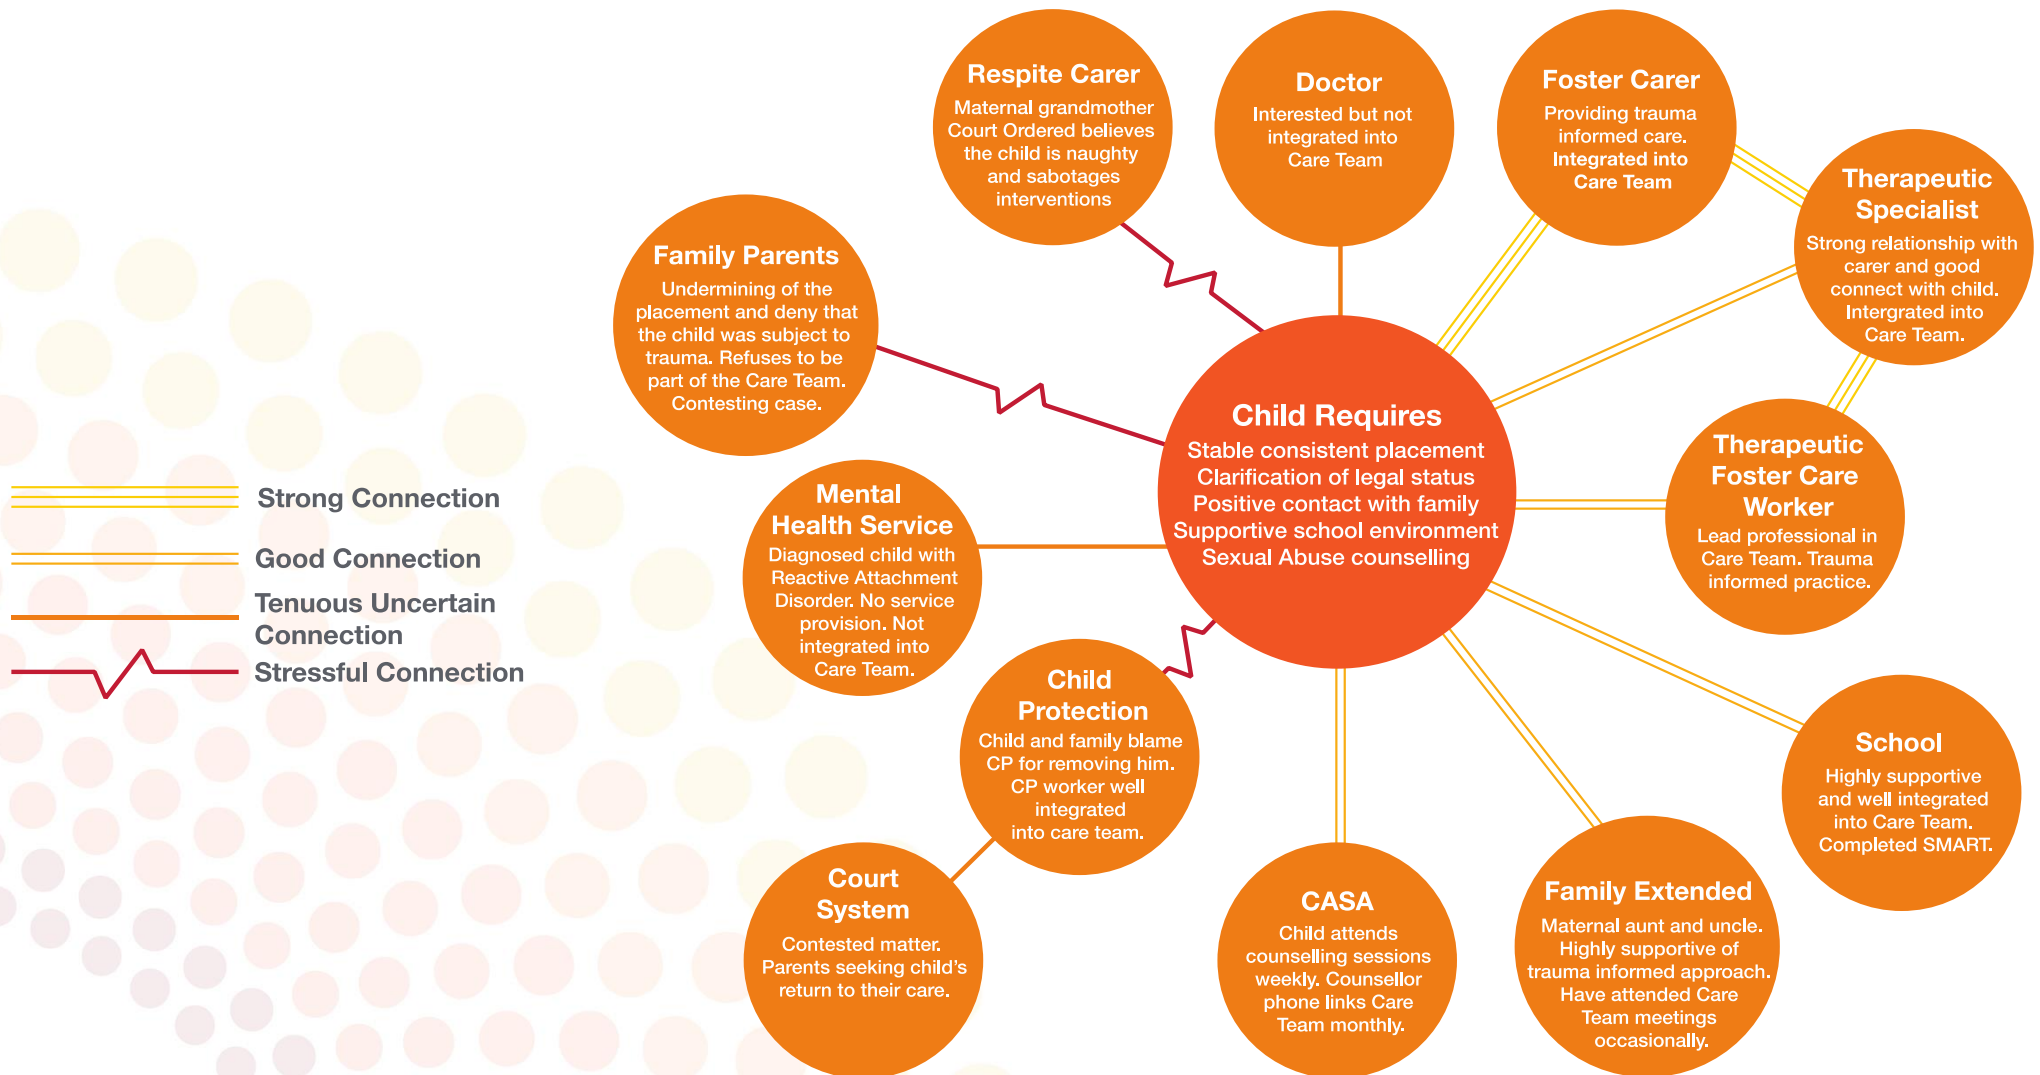 Respite Carer
Maternal grandmother
Court Ordered believes
the child is naughty
and sabotages
interventions
Doctor
Interested but not
integrated into
Care Team
Foster Carer
Providing trauma
informed care.
Integrated into
Care Team
Therapeutic
Specialist
Strong relationship with
carer and good
connect with child.
Intergrated into
Care Team.
Family Parents
Undermining of the
placement and deny that
the child was subject to
trauma. Refuses to be
part of the Care Team.
Contesting case.
Child Requires
Stable consistent placement
Clarification of legal status
Positive contact with family
Supportive school environment
Sexual Abuse counselling
Therapeutic
Foster Care
Worker
Lead professional in
Care Team. Trauma
informed practice.
Mental
Health Service
Diagnosed child with
Reactive Attachment
Disorder. No service
provision. Not
integrated into
Care Team.
Strong Connection
Good Connection
Tenuous Uncertain
Connection
Stressful Connection
Child
Protection
Child and family blame
CP for removing him.
CP worker well
integrated
into care team.
School
Highly supportive
and well integrated
into Care Team.
Completed SMART.
Court
System
Contested matter.
Parents seeking child's
return to their care.
CASA
Child attends
counselling sessions
weekly. Counsellor
phone links Care
Team monthly.
Family Extended
Maternal aunt and uncle.
Highly supportive of
trauma informed approach.
Have attended Care
Team meetings
occasionally.